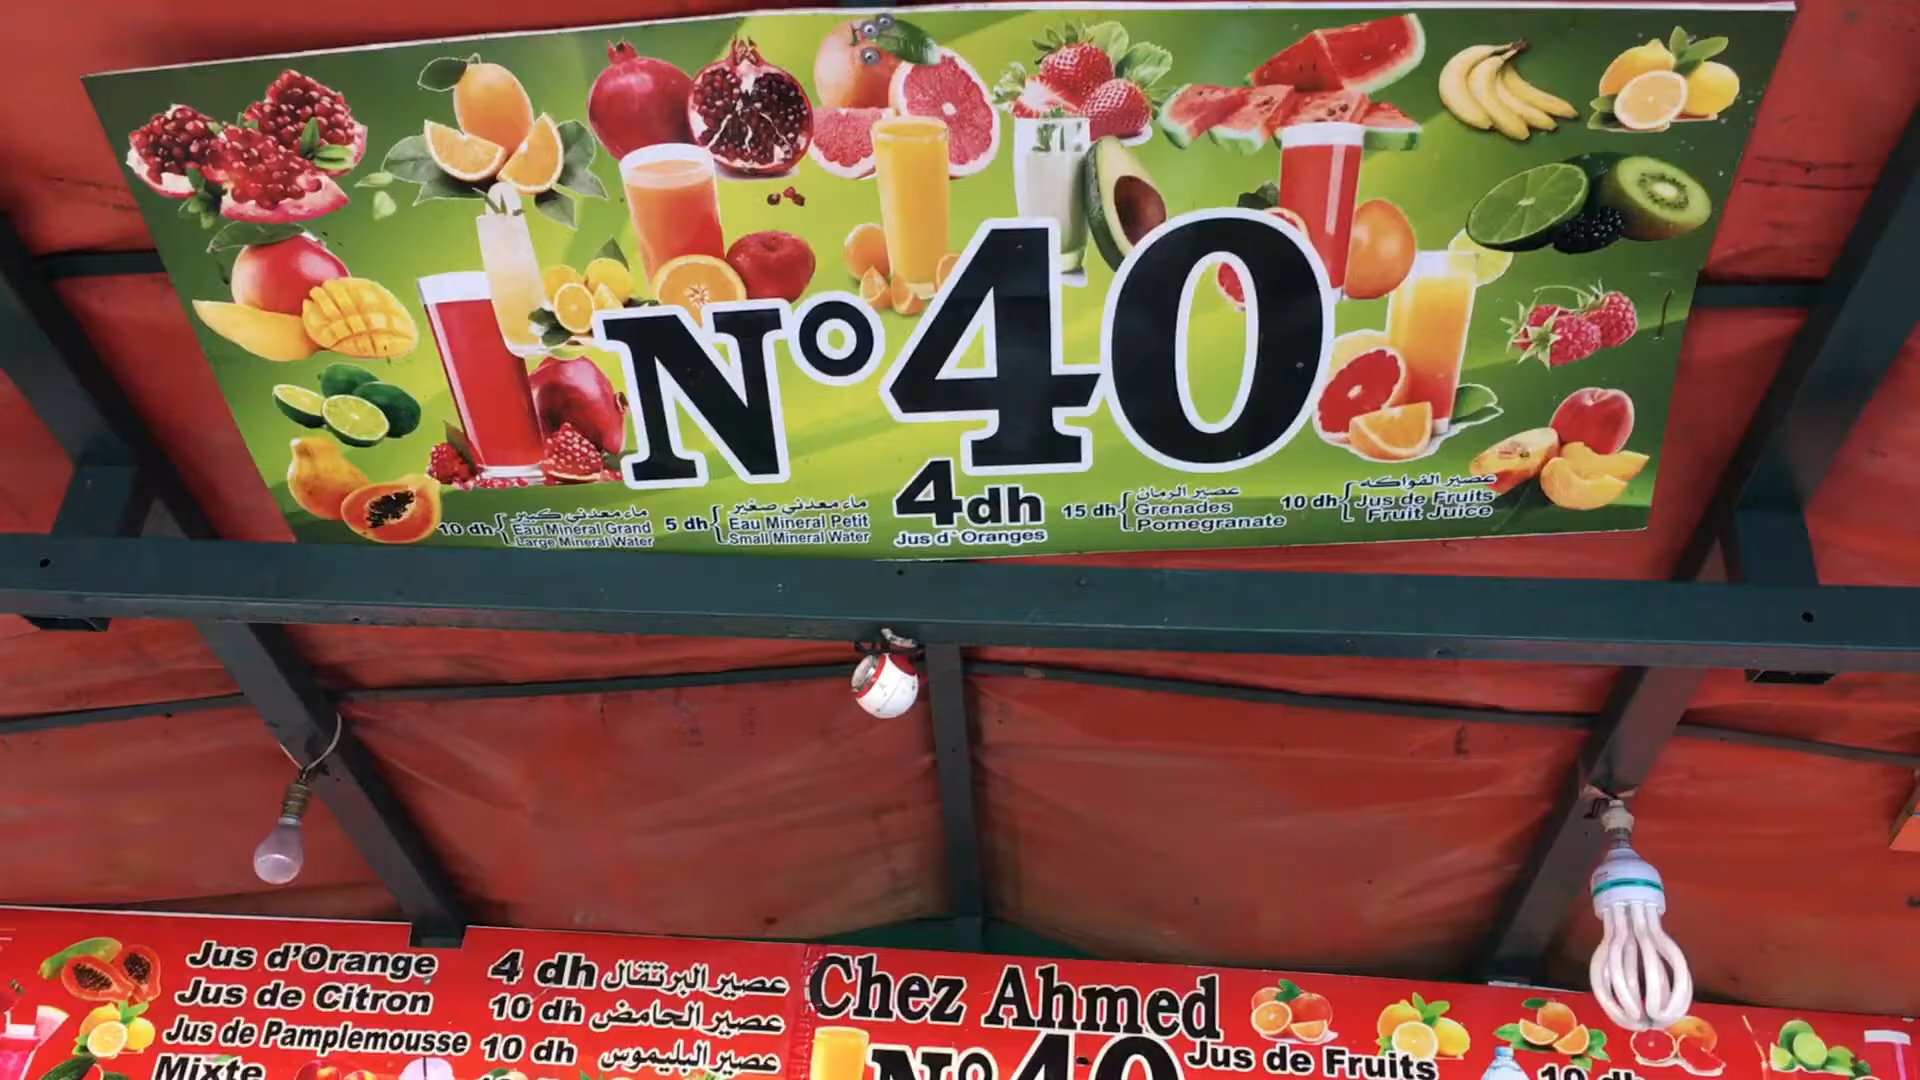 N° 40
10 dh
ماء معدني كبير
Eau Mineral Grand
Large Mineral Water
5 dh
ماء معدني صغير
Eau Mineral Petit
Small Mineral Water
4dh
Jus d'Oranges
15 dh
عصير الرمان
Grenades
Pomegranate
10 dh
عصير الفواكه
Jus de Fruits
Fruit Juice
Jus d'Orange 4 dh عصير البرتقال
Jus de Citron 10 dh عصير الحامض
Jus de Pamplemousse 10 dh عصير البليموس
Mixte
Chez Ahmed
N° 40
Jus de Fruits
10 dh